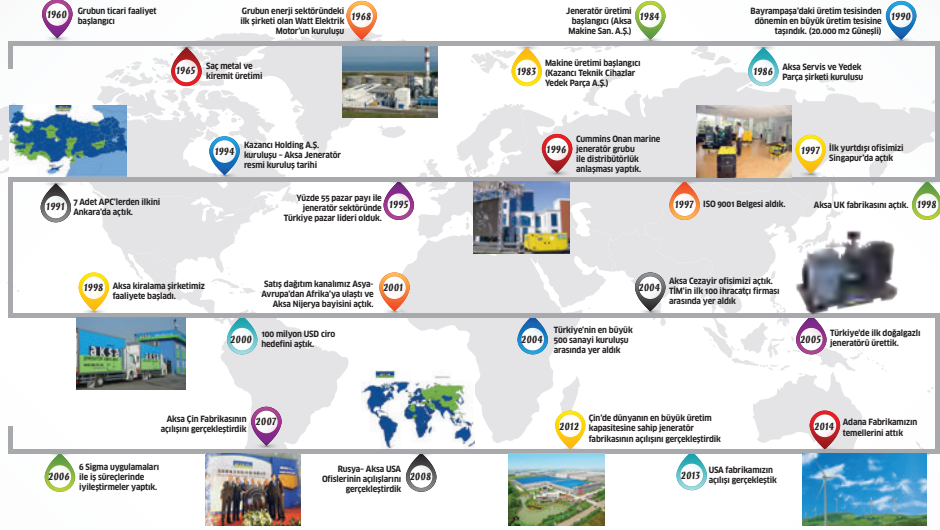 1960
Grubun ticari faaliyet
başlangıcı
Grubun enerji sektöründeki
ilk şirketi olan Watt Elektrik
Motor'un kuruluşu
1968
Jeneratör üretimi
başlangıcı (Aksa
Makine San. A.Ş.)
1984
Bayrampaşa'daki üretim tesisinden
dönemin en büyük üretim tesisine
taşındık. (20.000 m2 Güneşli)
1990
1965
Saç metal ve
kiremit üretimi
1983
Makine üretimi başlangıcı
(Kazancı Teknik Cihazlar
Yedek Parça A.Ş.)
1986
Aksa Servis ve Yedek
Parça şirketi kurulusu
1994
Kazancı Holding A.Ş.
kuruluşu - Aksa Jeneratör
resmi kuruluş tarihi
1996
Cummins Onan marine
jeneratör grubu
ile distribütörlük
anlaşması yaptık.
1997
İlk yurtdışı ofisimizi
Singapur'da açtık
1991
7 Adet APC'lerden ilkini
Ankara'da açtık.
Yüzde 55 pazar payı ile
jeneratör sektöründe
Türkiye pazar lideri olduk.
1995
1997
ISO 9001 Belgesi aldık.
Aksa UK fabrikasını açtık.
1998
1998
Aksa kiralama şirketimiz
faaliyete başladı.
Satış dağıtım kanalımız Asya-
Avrupa'dan Afrika'ya ulaştı ve
Aksa Nijerya bayisini açtık.
2001
2004
Aksa Cezayir ofisimizi açtık.
TİM'in ilk 100 ihracatçı firması
arasında yer aldık
aksa
2000
100 milyon USD ciro
hedefini aştık.
2004
Türkiye'nin en büyük
500 sanayi kuruluşu
arasında yer aldık
2005
Türkiye'de ilk doğalgazlı
jeneratörü ürettik.
Aksa Çin Fabrikasının
açılışını gerçekleştirdik
2007
2012
Çin'de dünyanın en büyük üretim
kapasitesine sahip jeneratör
fabrikasının açılışını gerçekleştirdik
2014
Adana Fabrikamızın
temellerini attık
2006
6 Sigma uygulamaları
ile iş süreçlerinde
iyileştirmeler yaptık.
Rusya- Aksa USA
Ofislerinin açılışlarını
gerçekleştirdik
2008
2013
USA fabrikamızın
açılışı gerçekleştik